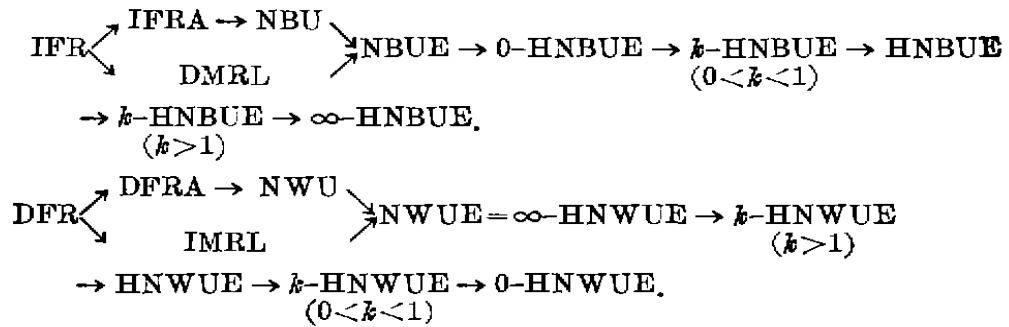 IFRA → NBU
IFR NBUE → 0-HNBUE → k-HNBUE → HNBUE
DMRL (0<k<1)
→ k-HNBUE → ∞-HNBUE.
(k>1)
DFRA → NWU
DFR NWUE=∞-HNWUE → k-HNWUE
IMRL (k>1)
→ HNWUE → k-HNWUE → 0-HNWUE.
(0<k<1)